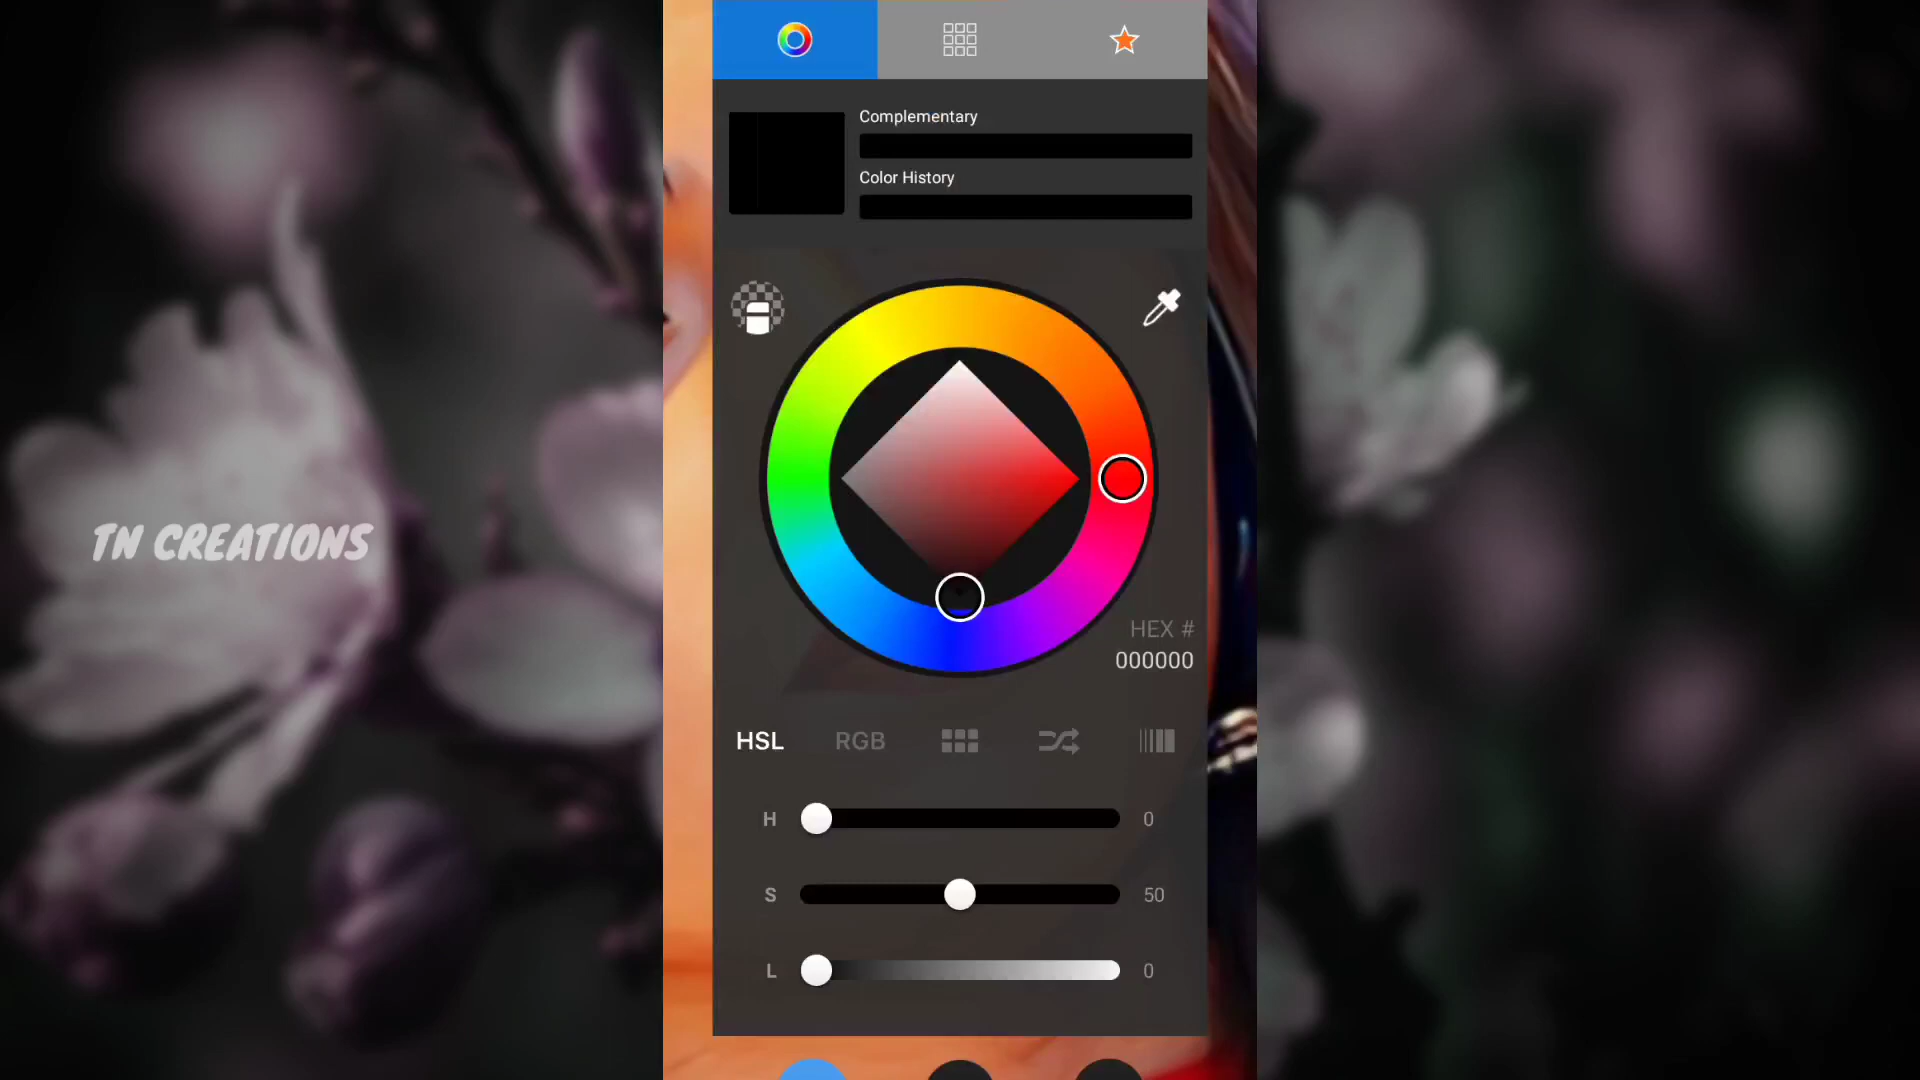 Complementary
Color History
TN CREATIONS
HEX #
000000
HSL RGB
H 0
S 50
L 0